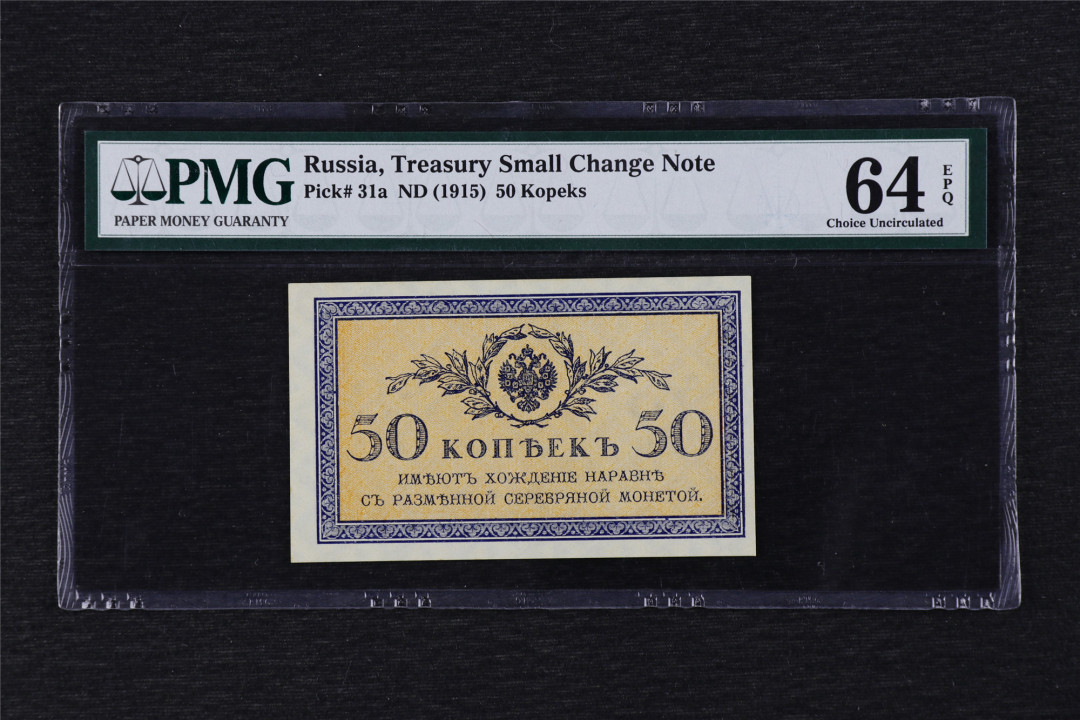 PMG
PAPER MONEY GUARANTY
Russia, Treasury Small Change Note
Pick# 31a ND (1915) 50 Kopeks
64 EPQ
Choice Uncirculated
50 КОПѢЕКЪ 50
ИМѢЮТЪ ХОЖДЕНІЕ НАРАВНѢ
СЪ РАЗМѢННОЙ СЕРЕБРЯНОЙ МОНЕТОЙ.